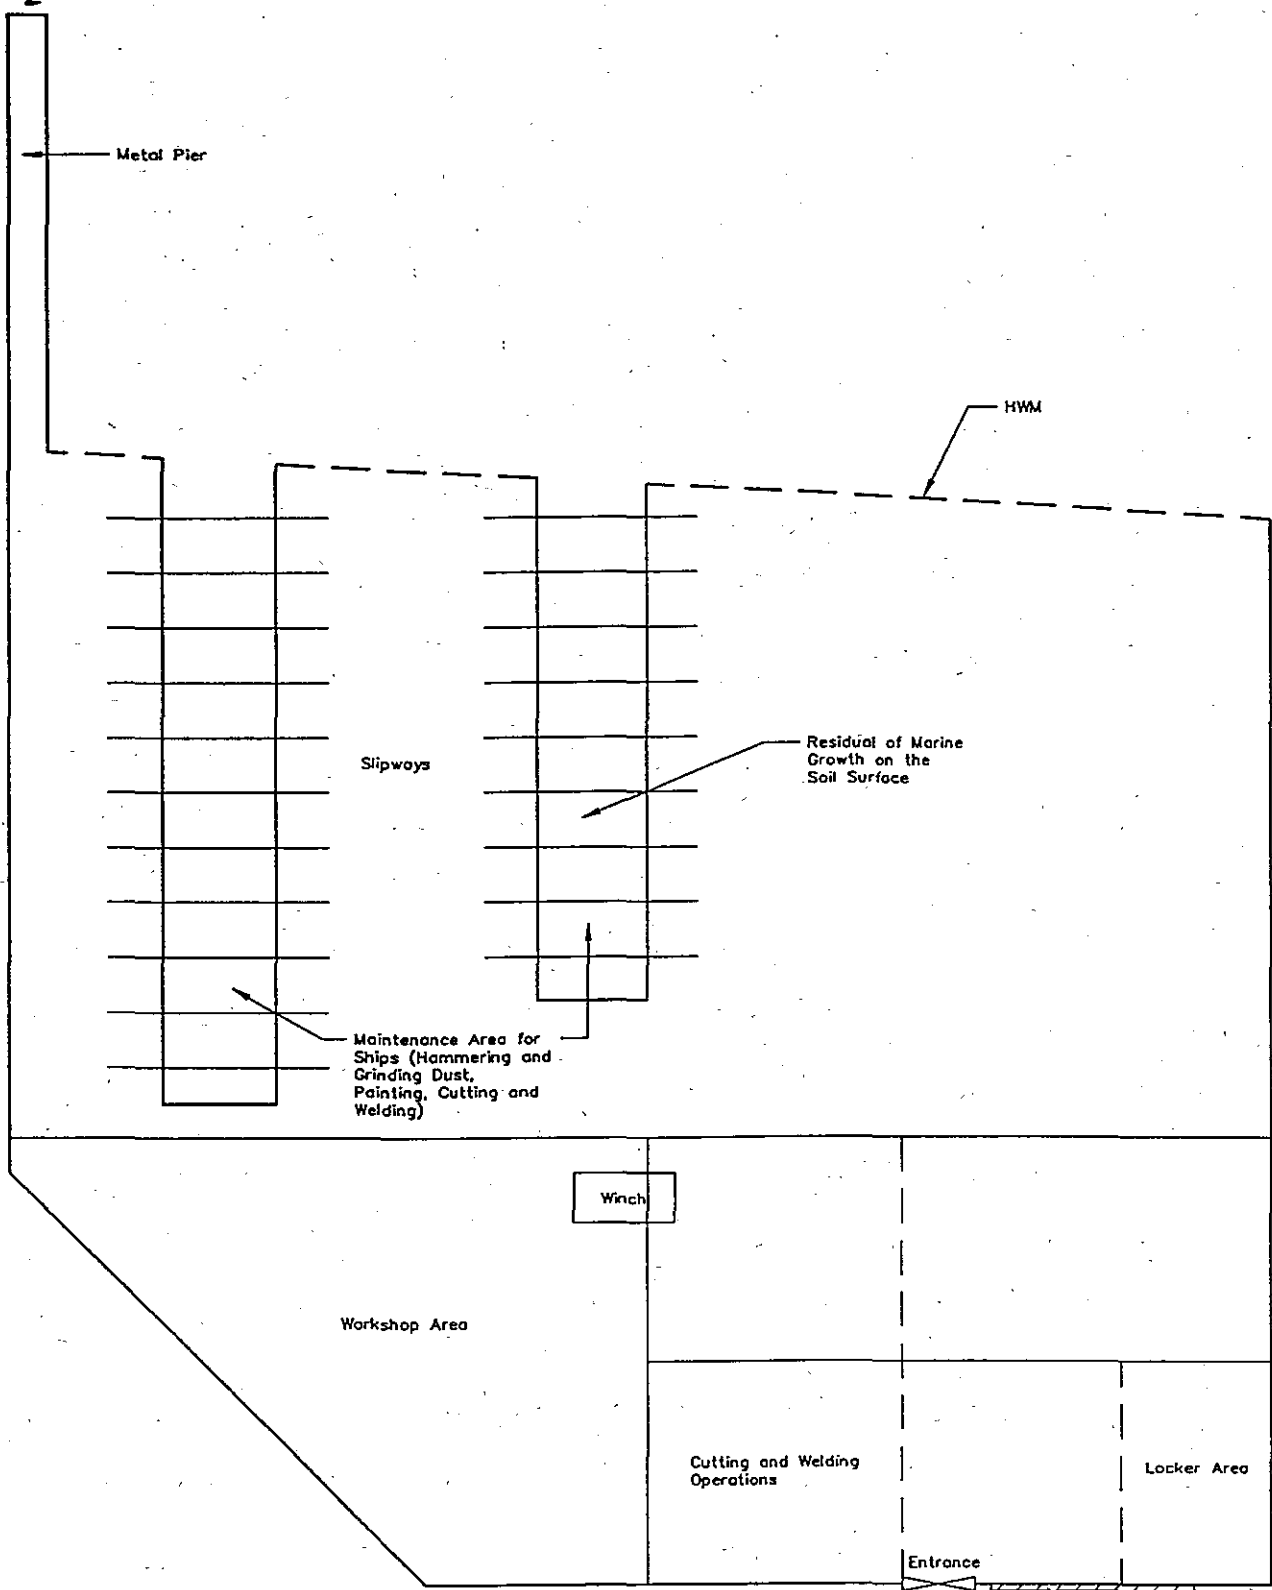 Metal Pier
HWM
Slipways
Residual of Marine
Growth on the
Soil Surface
Maintenance Area for
Ships (Hammering and
Grinding Dust,
Painting, Cutting and
Welding)
Winch
Workshop Area
Cutting and Welding
Operations
Locker Area
Entrance